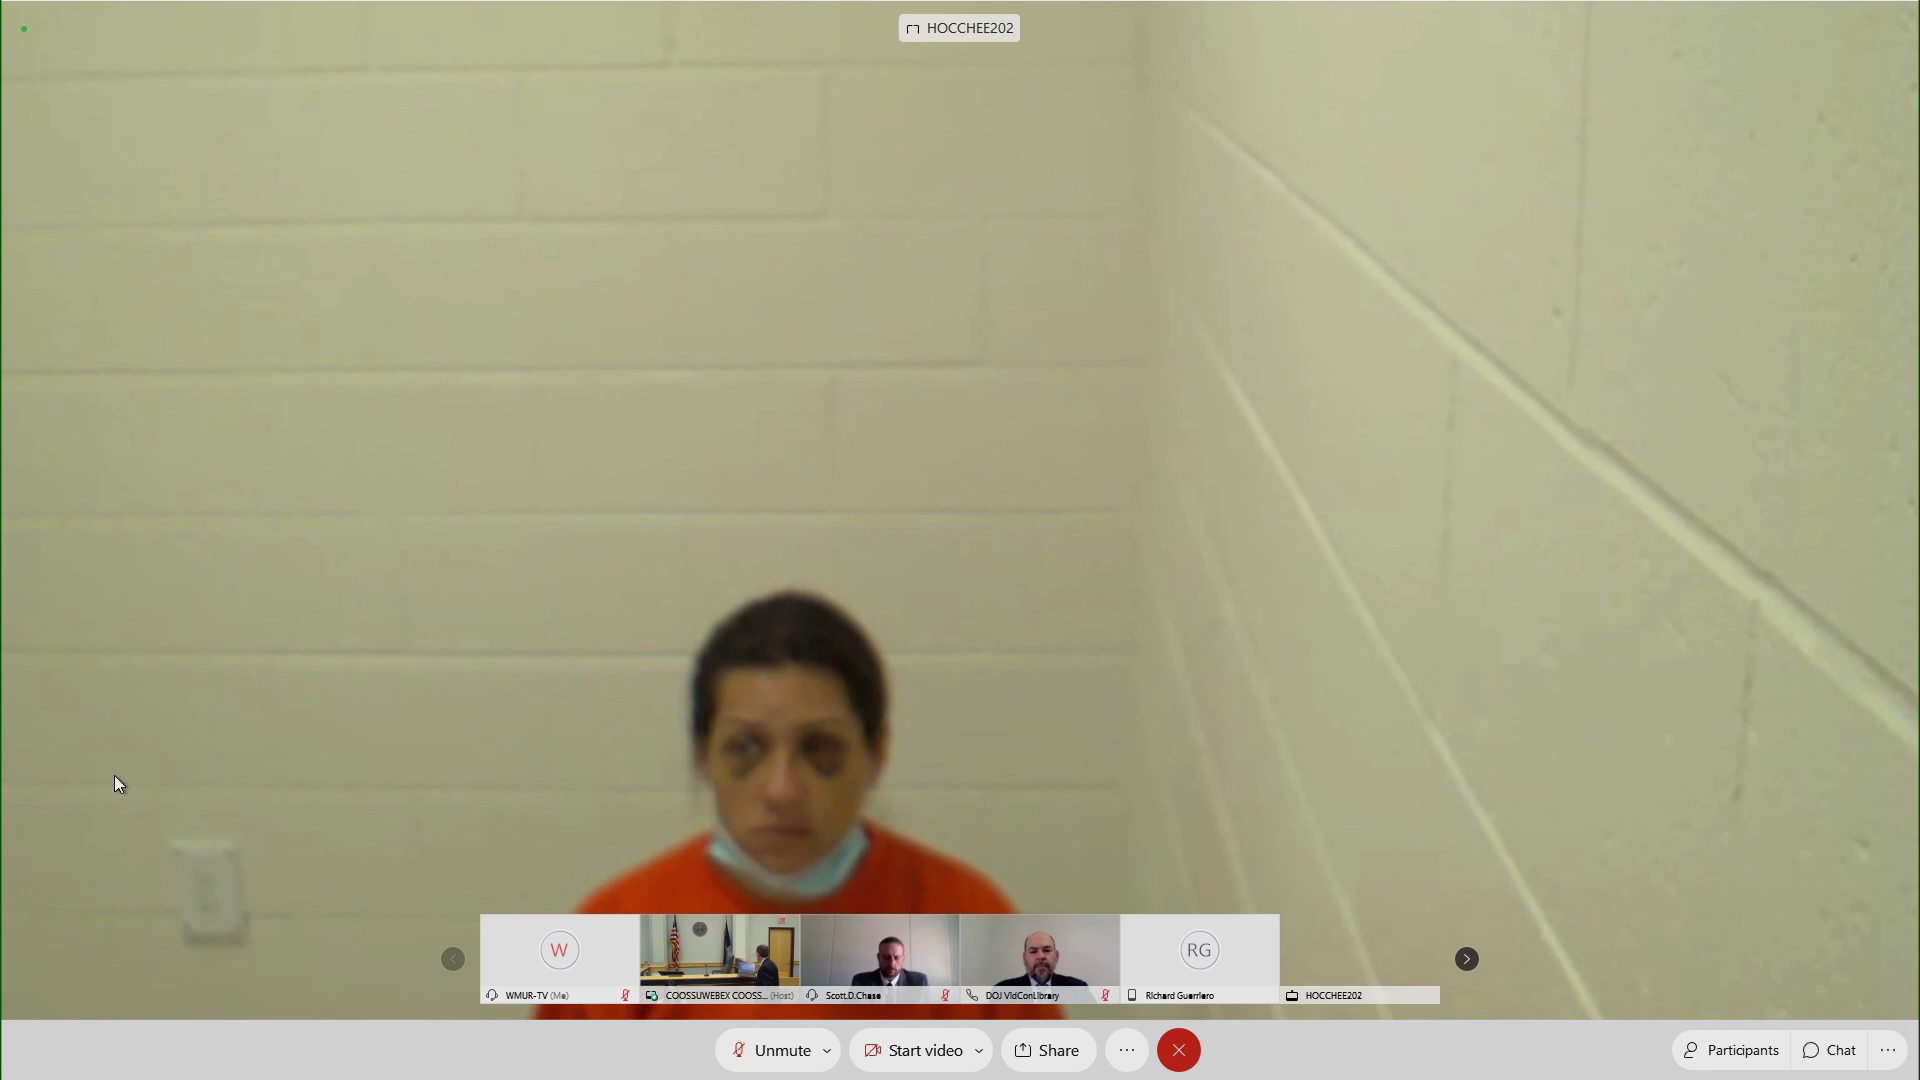 HOCCHEE202
W
RG
WMUR-TV (Me)
COOSSUWEBEX COOSS... (Host)
Scott.D.Chase
DOJ VidConLibrary
Richard Guerriero
HOCCHEE202
Unmute
Start video
Share
Participants
Chat